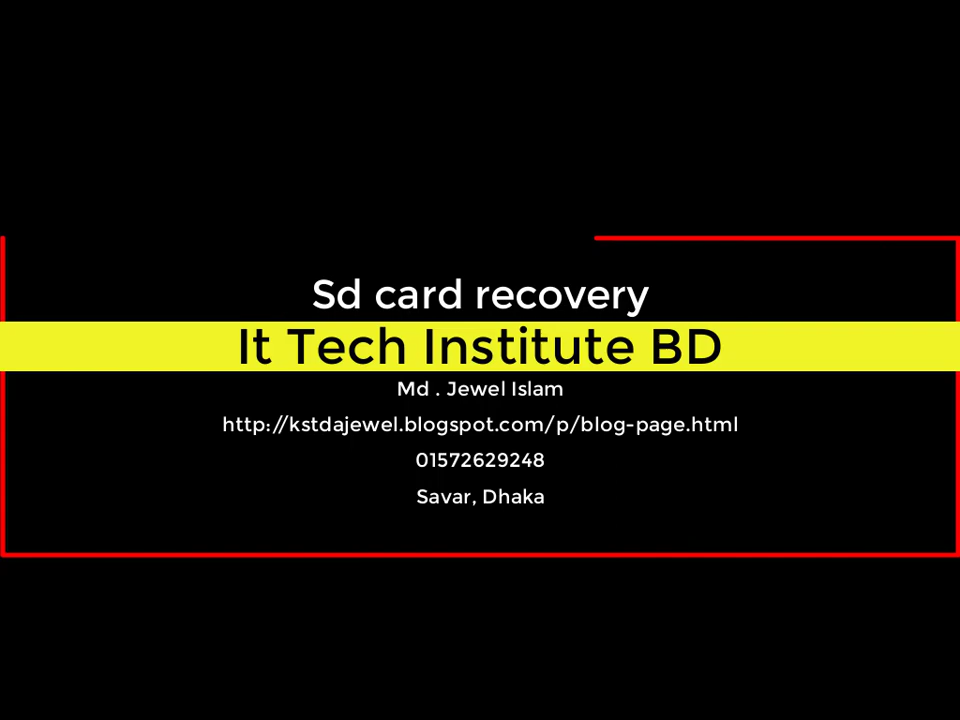 Sd card recovery
It Tech Institute BD
Md . Jewel Islam
http://kstdajewel.blogspot.com/p/blog-page.html
01572629248
Savar, Dhaka